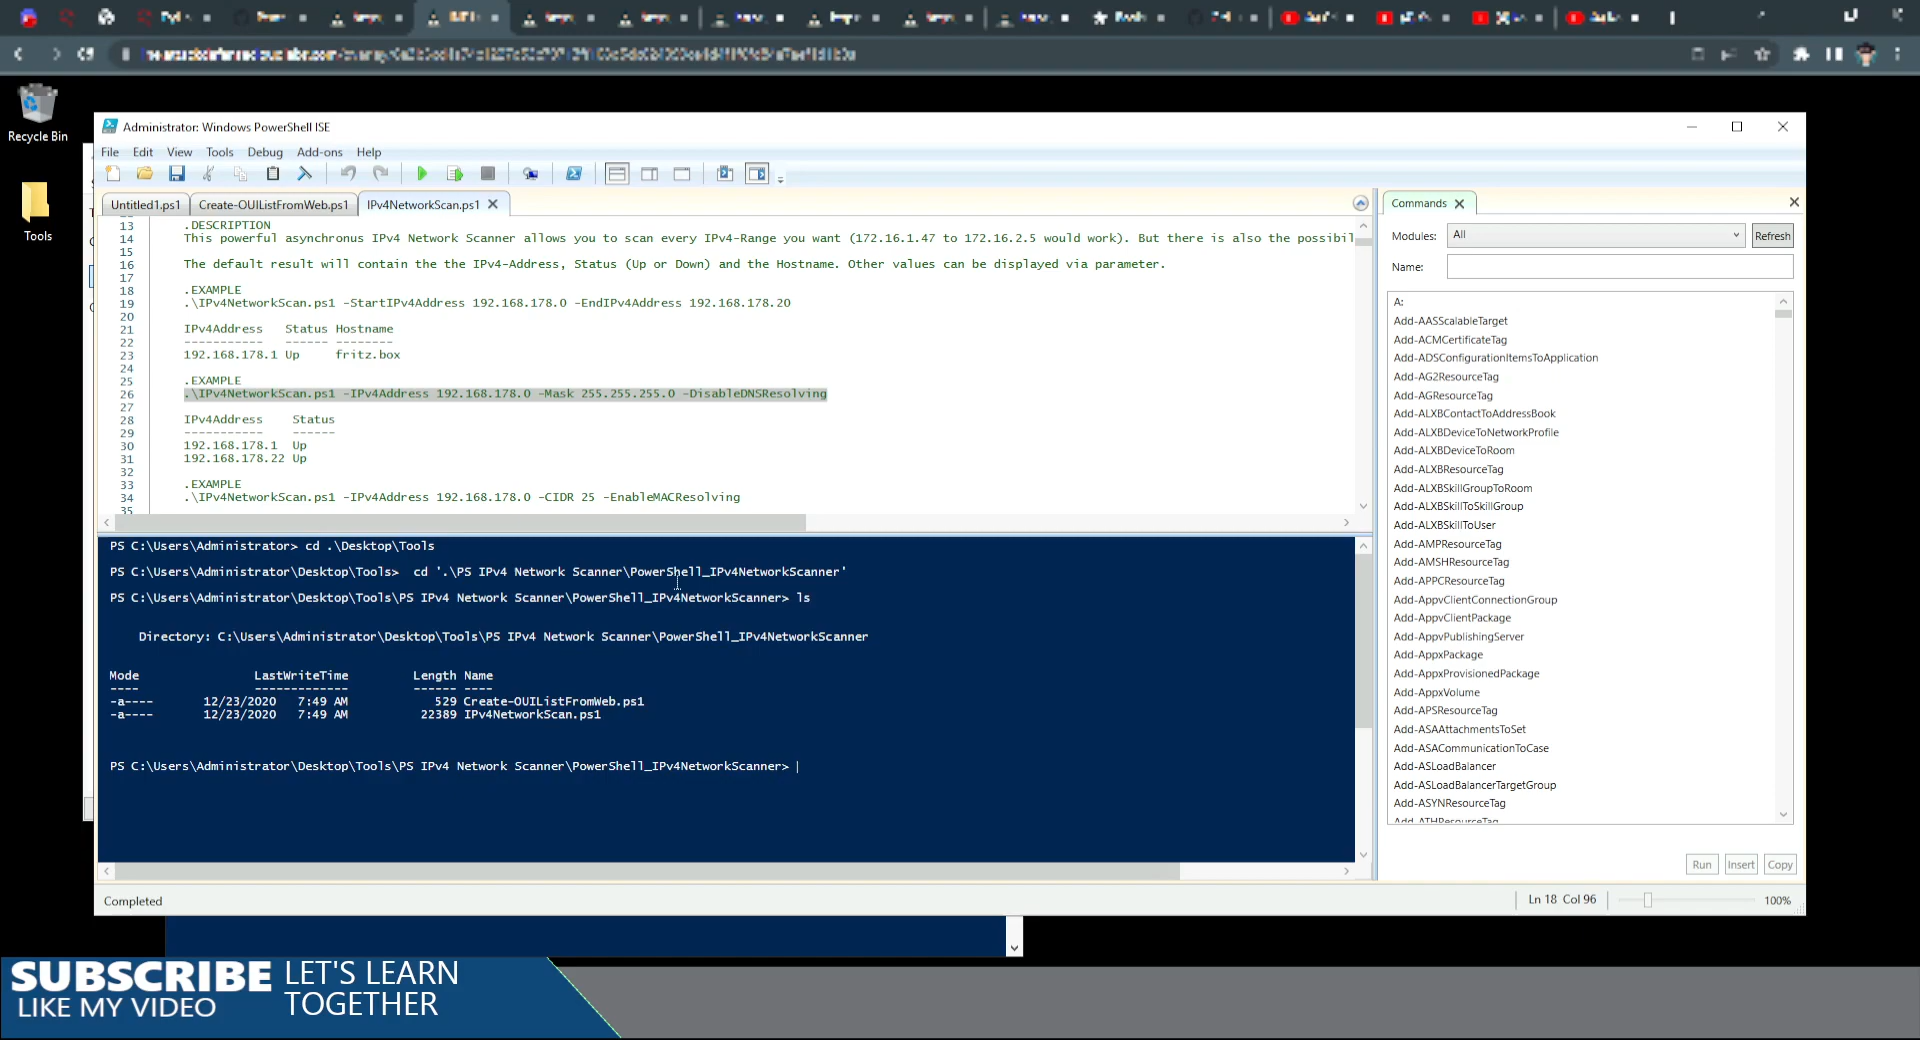 Recycle Bin
Tools
Administrator: Windows PowerShell ISE
File Edit View Tools Debug Add-ons Help
Untitled1.ps1 Create-OUIListFromWeb.ps1 IPv4NetworkScan.ps1
13 .DESCRIPTION
14 This powerful asynchronus IPv4 Network Scanner allows you to scan every IPv4-Range you want (172.16.1.47 to 172.16.2.5 would work). But there is also the possibil
15
16 The default result will contain the the IPv4-Address, Status (Up or Down) and the Hostname. Other values can be displayed via parameter.
17
18 .EXAMPLE
19 .\IPv4NetworkScan.ps1 -StartIPv4Address 192.168.178.0 -EndIPv4Address 192.168.178.20
20
21 IPv4Address Status Hostname
22 ----------- ------ --------
23 192.168.178.1 Up fritz.box
24
25 .EXAMPLE
26 .\IPv4NetworkScan.ps1 -IPv4Address 192.168.178.0 -Mask 255.255.255.0 -DisableDNSResolving
27
28 IPv4Address Status
29 ----------- ------
30 192.168.178.1 Up
31 192.168.178.22 Up
32
33 .EXAMPLE
34 .\IPv4NetworkScan.ps1 -IPv4Address 192.168.178.0 -CIDR 25 -EnableMACResolving
35
PS C:\Users\Administrator> cd .\Desktop\Tools
PS C:\Users\Administrator\Desktop\Tools> cd '.\PS IPv4 Network Scanner\PowerShell_IPv4NetworkScanner'
PS C:\Users\Administrator\Desktop\Tools\PS IPv4 Network Scanner\PowerShell_IPv4NetworkScanner> ls
Directory: C:\Users\Administrator\Desktop\Tools\PS IPv4 Network Scanner\PowerShell_IPv4NetworkScanner
Mode LastWriteTime Length Name
---- ------------- ------ ----
-a---- 12/23/2020 7:49 AM 529 Create-OUIListFromWeb.ps1
-a---- 12/23/2020 7:49 AM 22389 IPv4NetworkScan.ps1
PS C:\Users\Administrator\Desktop\Tools\PS IPv4 Network Scanner\PowerShell_IPv4NetworkScanner>
Completed
Ln 18 Col 96
100%
Commands
Modules: All Refresh
Name:
A:
Add-AASScalableTarget
Add-ACMCertificateTag
Add-ADSConfigurationItemsToApplication
Add-AG2ResourceTag
Add-AGResourceTag
Add-ALXBContactToAddressBook
Add-ALXBDeviceToNetworkProfile
Add-ALXBDeviceToRoom
Add-ALXBResourceTag
Add-ALXBSkillGroupToRoom
Add-ALXBSkillToSkillGroup
Add-ALXBSkillToUser
Add-AMPResourceTag
Add-AMSHResourceTag
Add-APPCResourceTag
Add-AppvClientConnectionGroup
Add-AppvClientPackage
Add-AppvPublishingServer
Add-AppxPackage
Add-AppxProvisionedPackage
Add-AppxVolume
Add-APSResourceTag
Add-ASAAttachmentsToSet
Add-ASACommunicationToCase
Add-ASLoadBalancer
Add-ASLoadBalancerTargetGroup
Add-ASYNResourceTag
Add-ATHResourceTag
Run Insert Copy
SUBSCRIBE
LIKE MY VIDEO
LET'S LEARN
TOGETHER